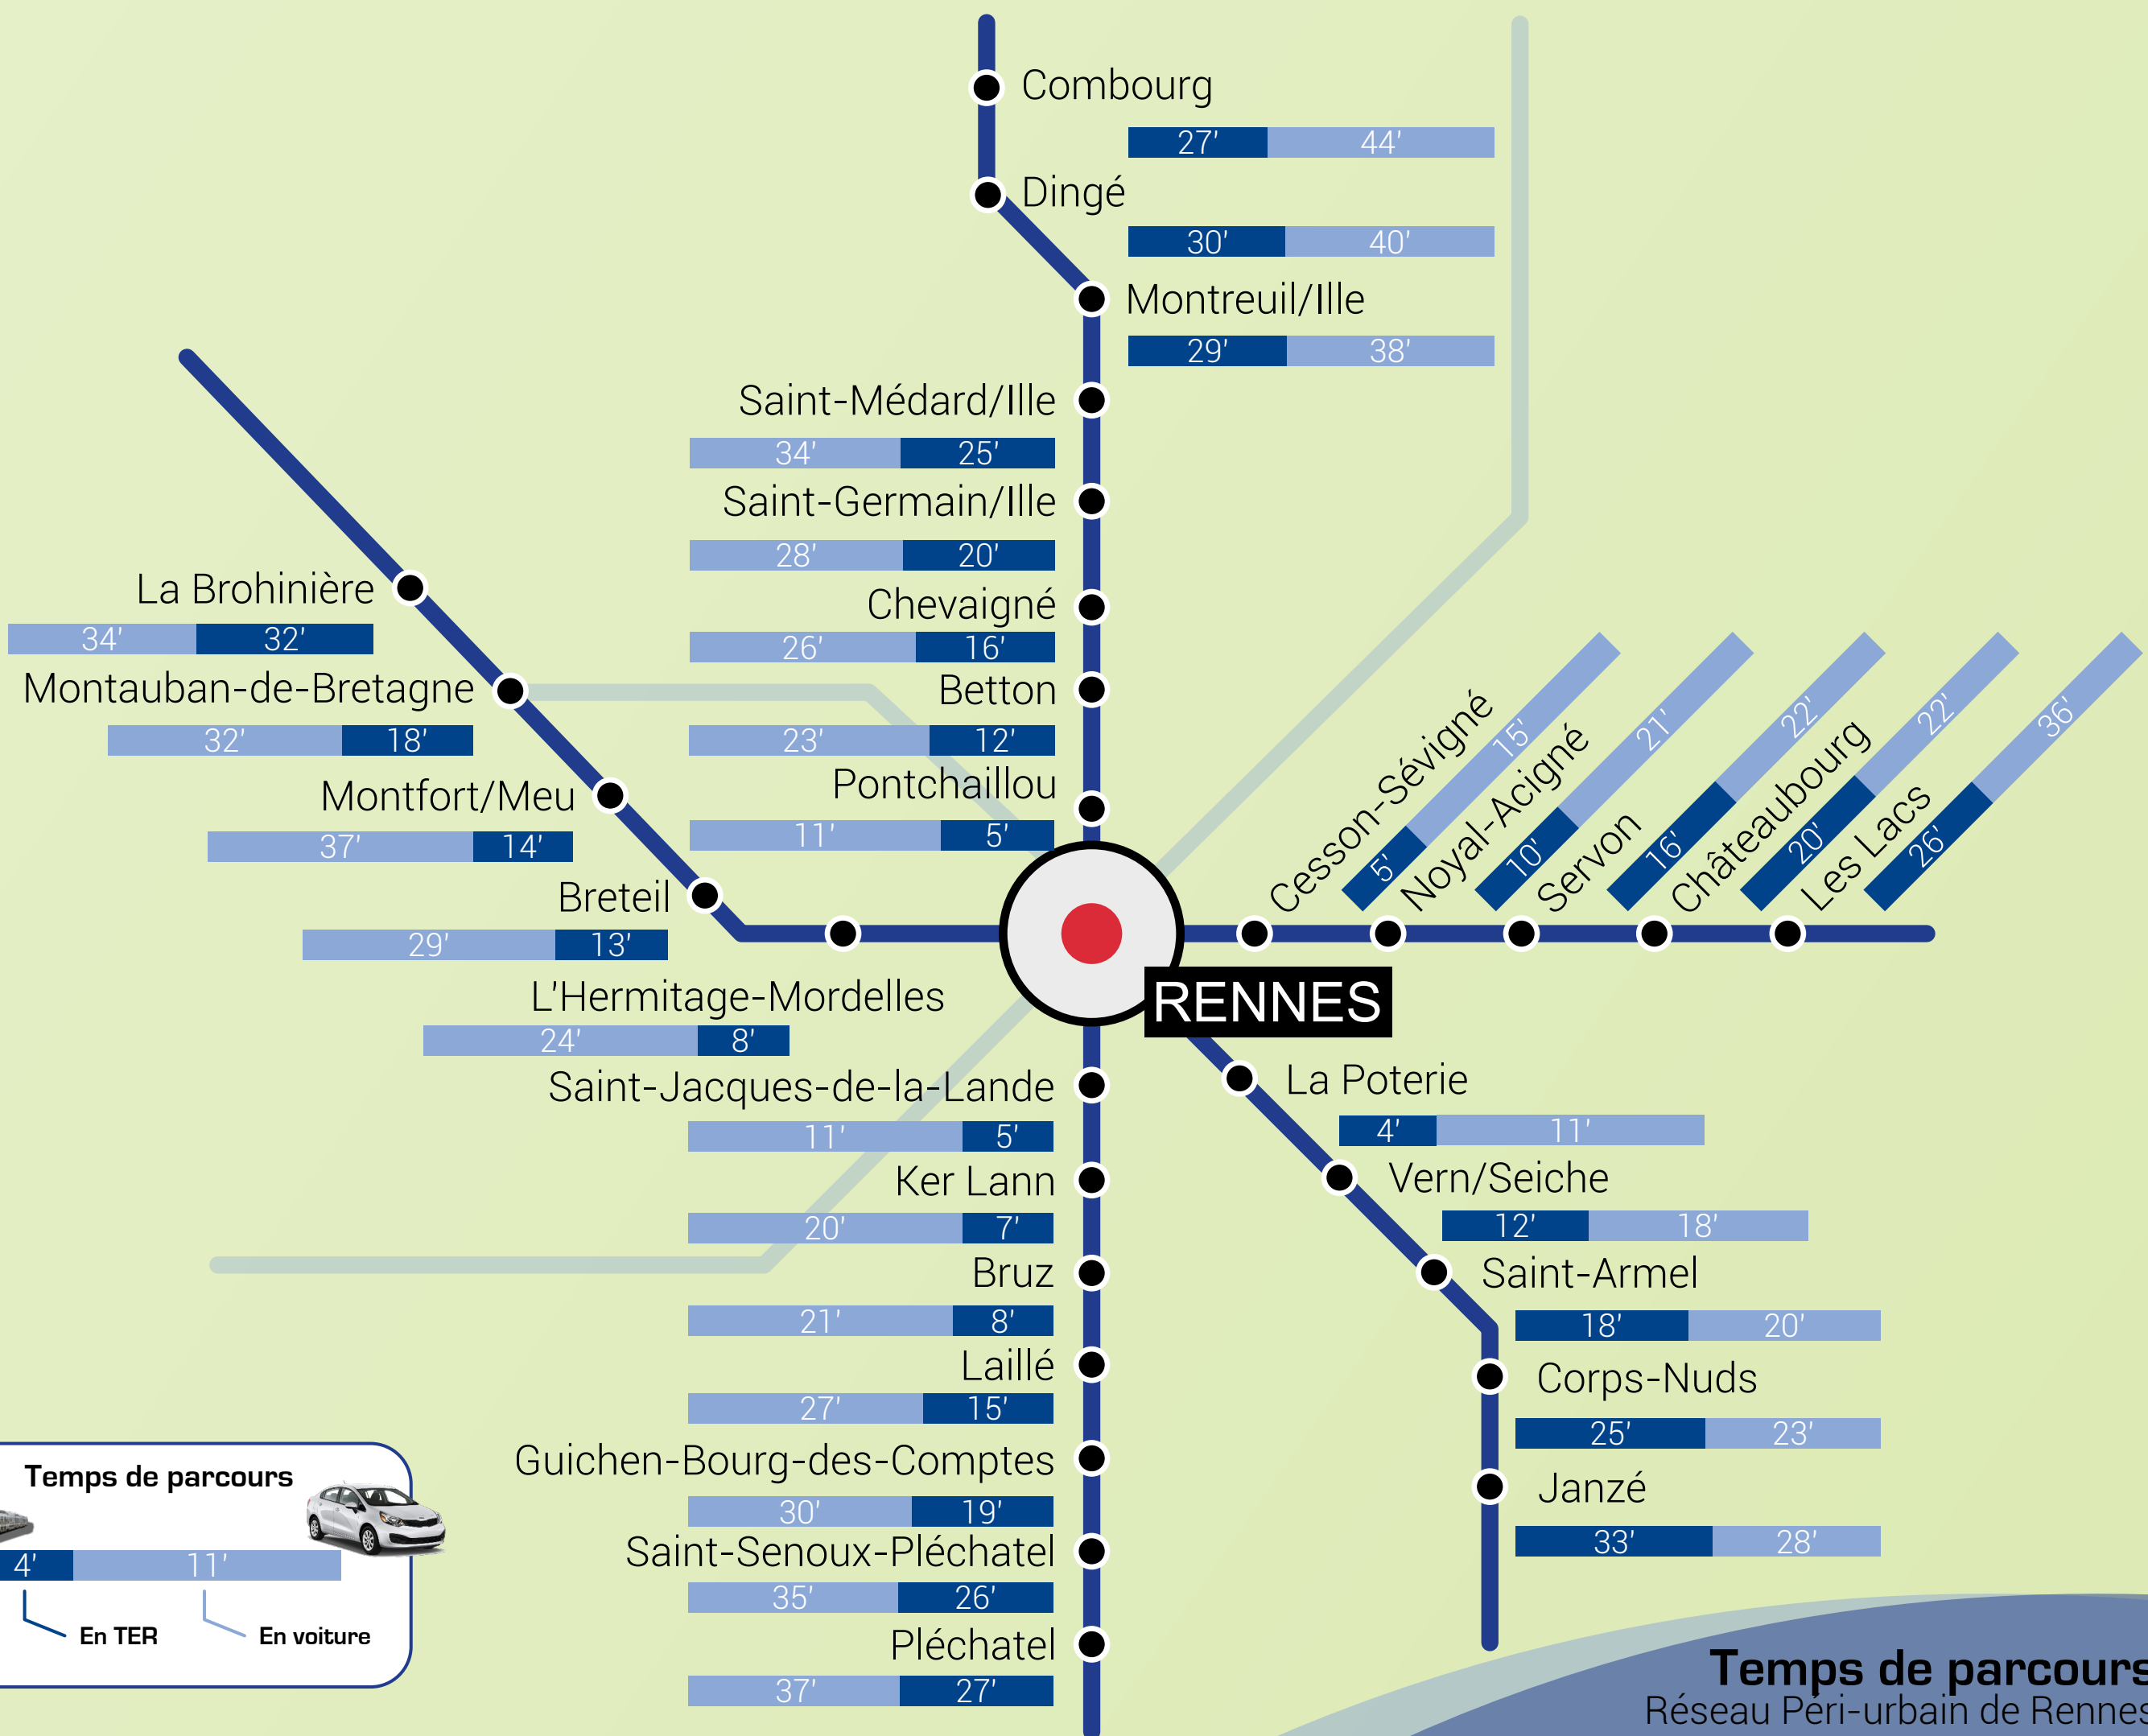 Combourg
27' 44'
Dingé
30' 40'
Montreuil/Ille
29' 38'
Saint-Médard/Ille
34' 25'
Saint-Germain/Ille
28' 20'
Chevaigné
26' 16'
Betton
23' 12'
Pontchaillou
11' 5'
La Brohinière
34' 32'
Montauban-de-Bretagne
32' 18'
Montfort/Meu
37' 14'
Breteil
29' 13'
L'Hermitage-Mordelles
24' 8'
Cesson-Sévigné
5' 15'
Noyal-Acigné
10' 21'
Servon
16' 22'
Châteaubourg
20' 22'
Les Lacs
26' 36'
RENNES
Saint-Jacques-de-la-Lande
11' 5'
Ker Lann
20' 7'
Bruz
21' 8'
Laillé
27' 15'
Guichen-Bourg-des-Comptes
30' 19'
Saint-Senoux-Pléchatel
35' 26'
Pléchatel
37' 27'
La Poterie
4' 11'
Vern/Seiche
12' 18'
Saint-Armel
18' 20'
Corps-Nuds
25' 23'
Janzé
33' 28'
Temps de parcours
4' 11'
En TER En voiture
Temps de parcours
Réseau Péri-urbain de Rennes